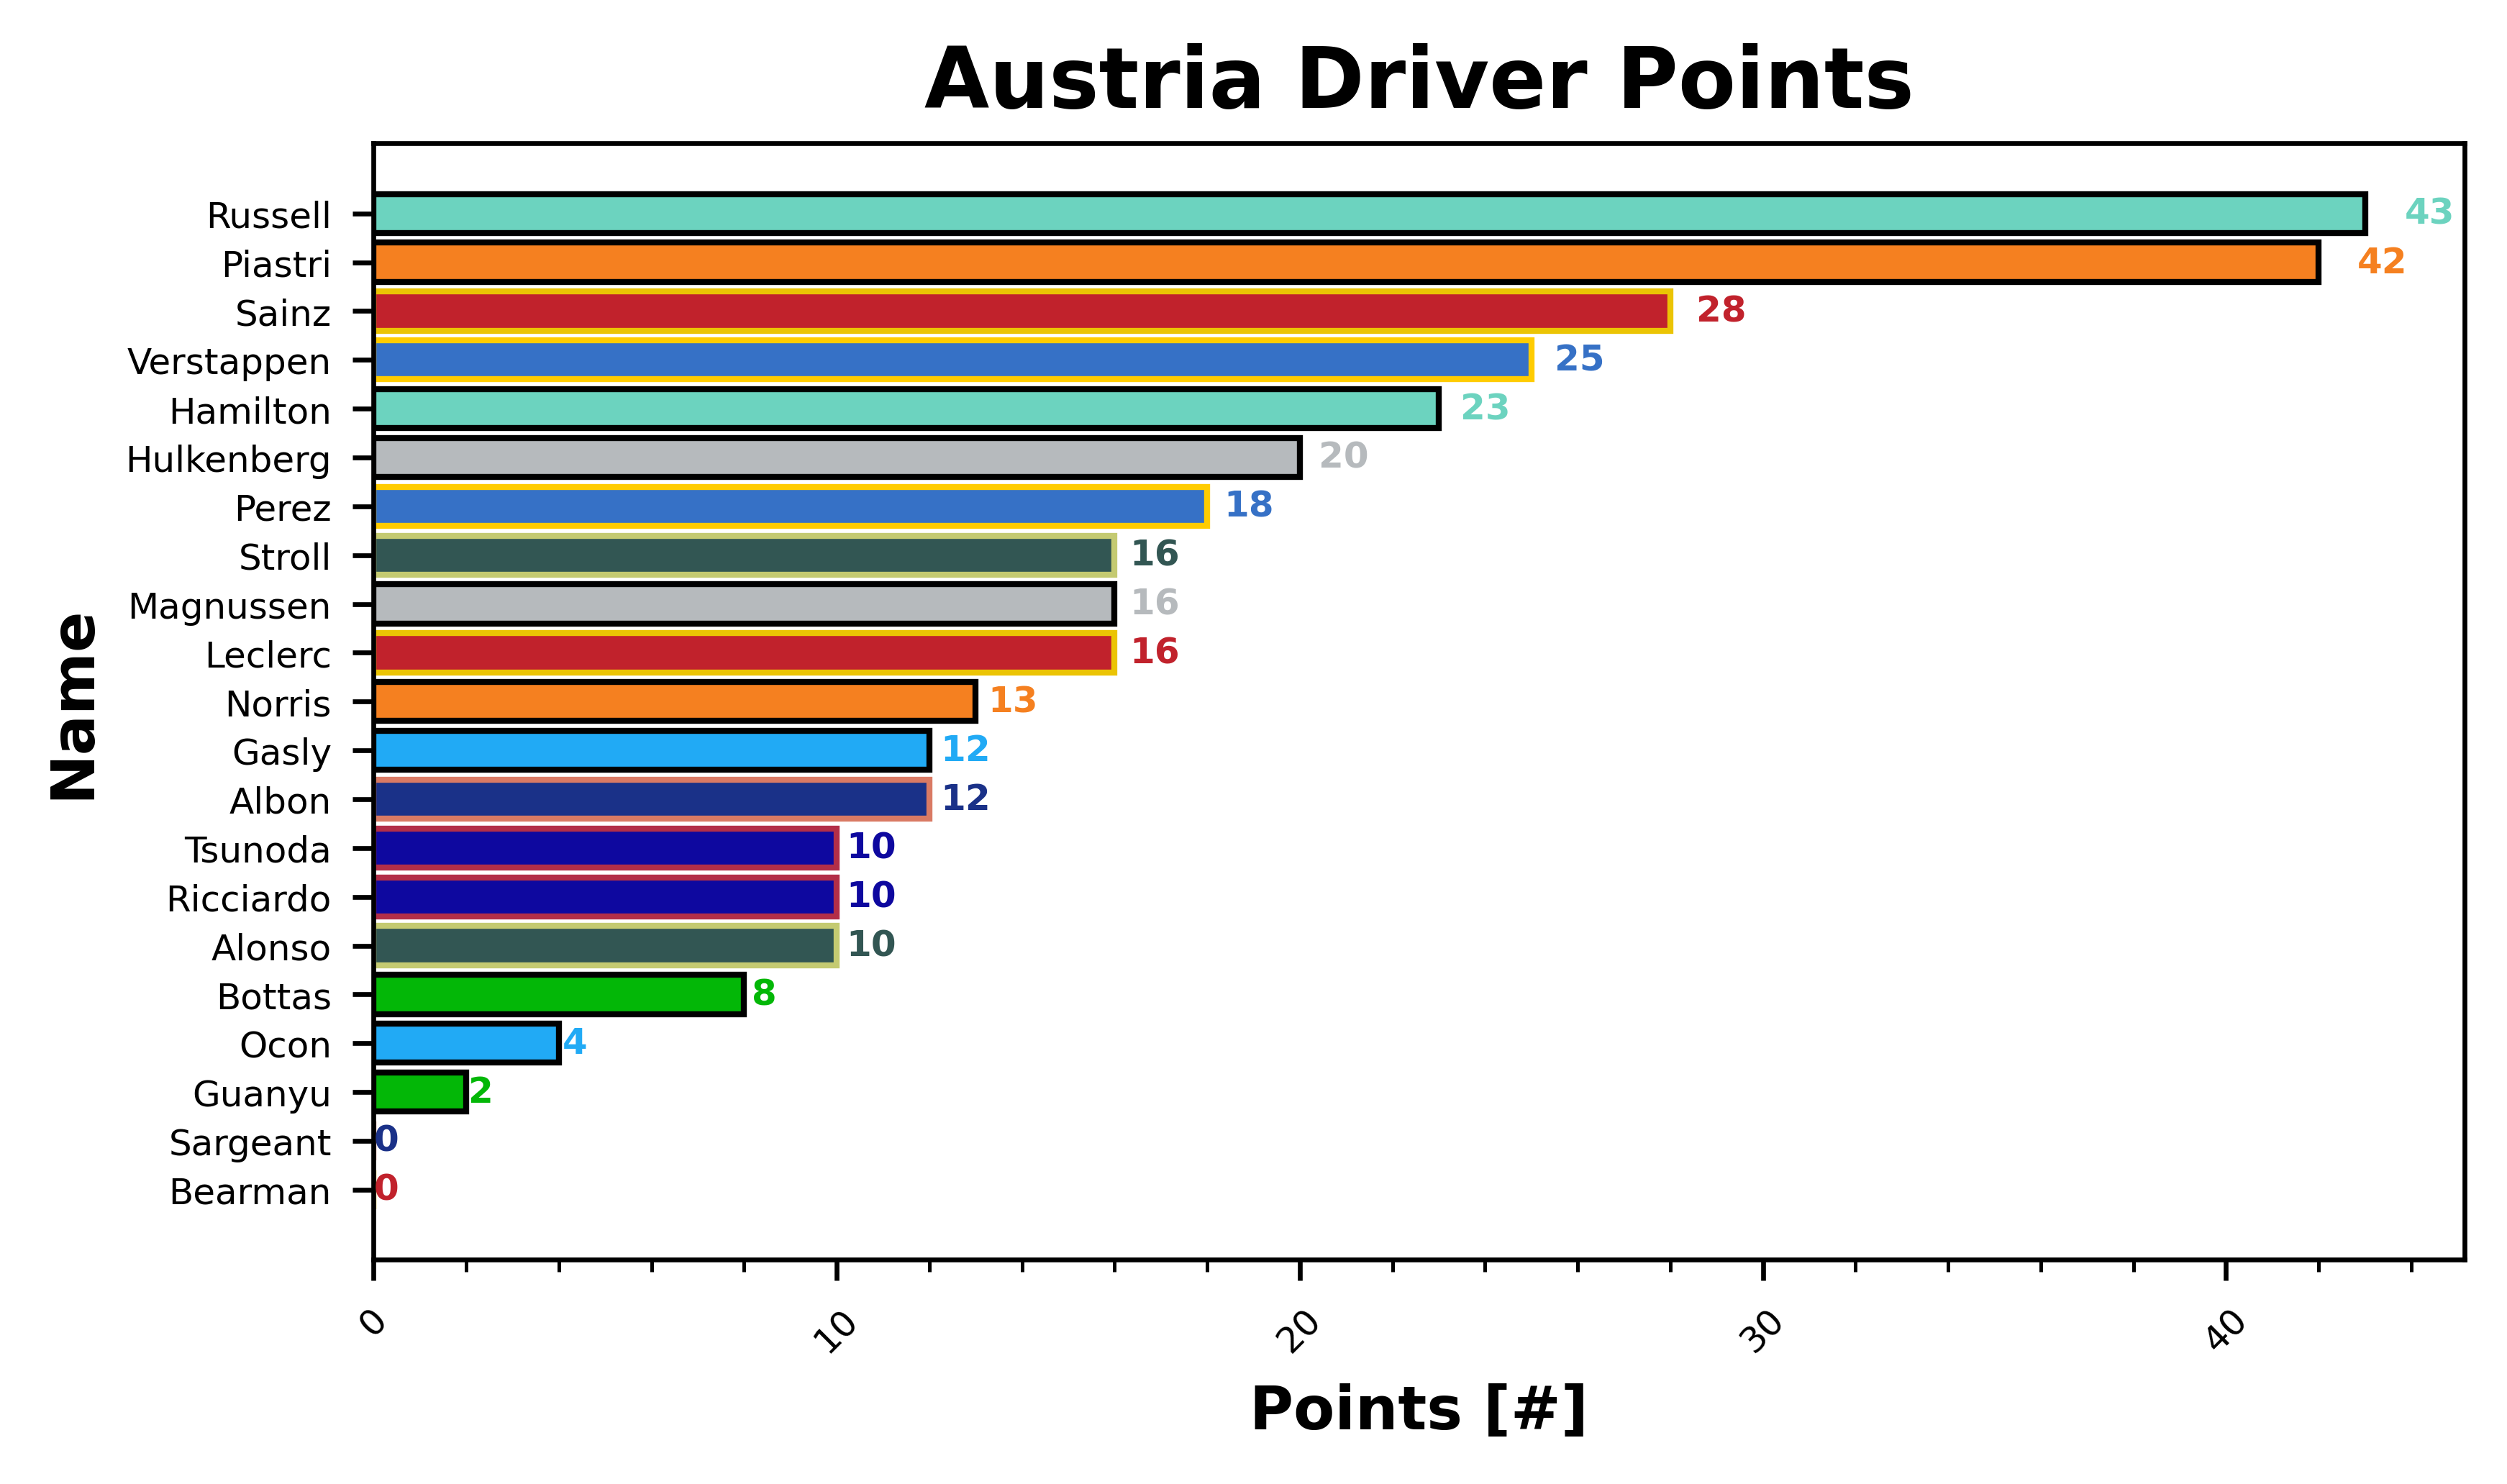 Austria Driver Points
Name
Russell 43
Piastri 42
Sainz 28
Verstappen 25
Hamilton 23
Hulkenberg 20
Perez 18
Stroll 16
Magnussen 16
Leclerc 16
Norris 13
Gasly 12
Albon 12
Tsunoda 10
Ricciardo 10
Alonso 10
Bottas 8
Ocon 4
Guanyu 2
Sargeant 0
Bearman 0
0 10 20 30 40
Points [#]